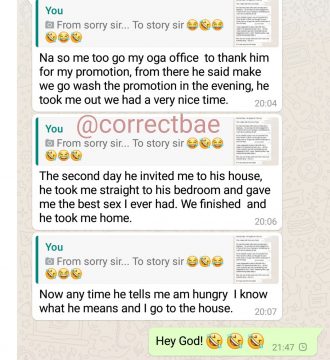 From sorry sir... To story sir 😂🤣😂
🤣😂🤣
Na so me too go my oga office to thank him
for my promotion, from there he said make
we go wash the promotion in the evening, he
took me out we had a very nice time.
20:04
You
@correctbae
From sorry sir... To story sir 😂🤣😂
🤣😂🤣
The second day he invited me to his house,
he took me straight to his bedroom and gave
me the best sex I ever had. We finished and
he took me home.
20:06
You
From sorry sir... To story sir 😂🤣😂
🤣😂🤣
Now any time he tells me am hungry I know
what he means and I go to the house.
20:07
Hey God! 🤣🤣🤣
21:47